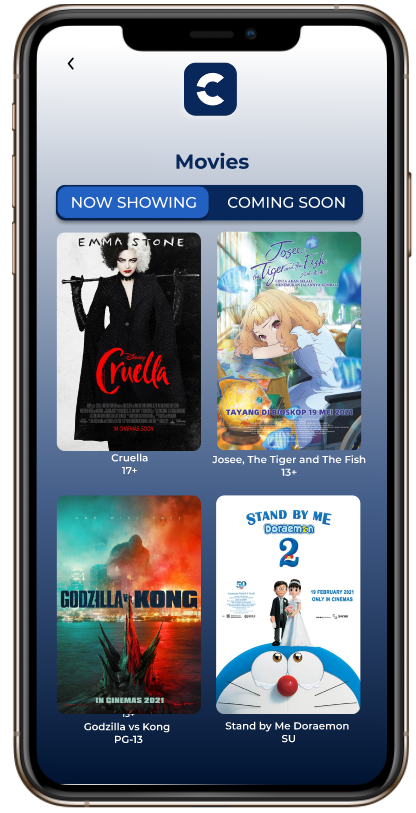 Movies
NOW SHOWING
COMING SOON
EMMA STONE
Disney
Cruella
IN CINEMAS SOON
Cruella
17+
Josee,
the Tiger and the Fish
TAYANG DI BIOSKOP 19 MEI 2021
Josee, The Tiger and The Fish
13+
GODZILLA VS KONG
IN CINEMAS 2021
13+
Godzilla vs Kong
PG-13
STAND BY ME
Doraemon
2
19 FEBRUARY 2021
ONLY IN CINEMAS
Stand by Me Doraemon
SU